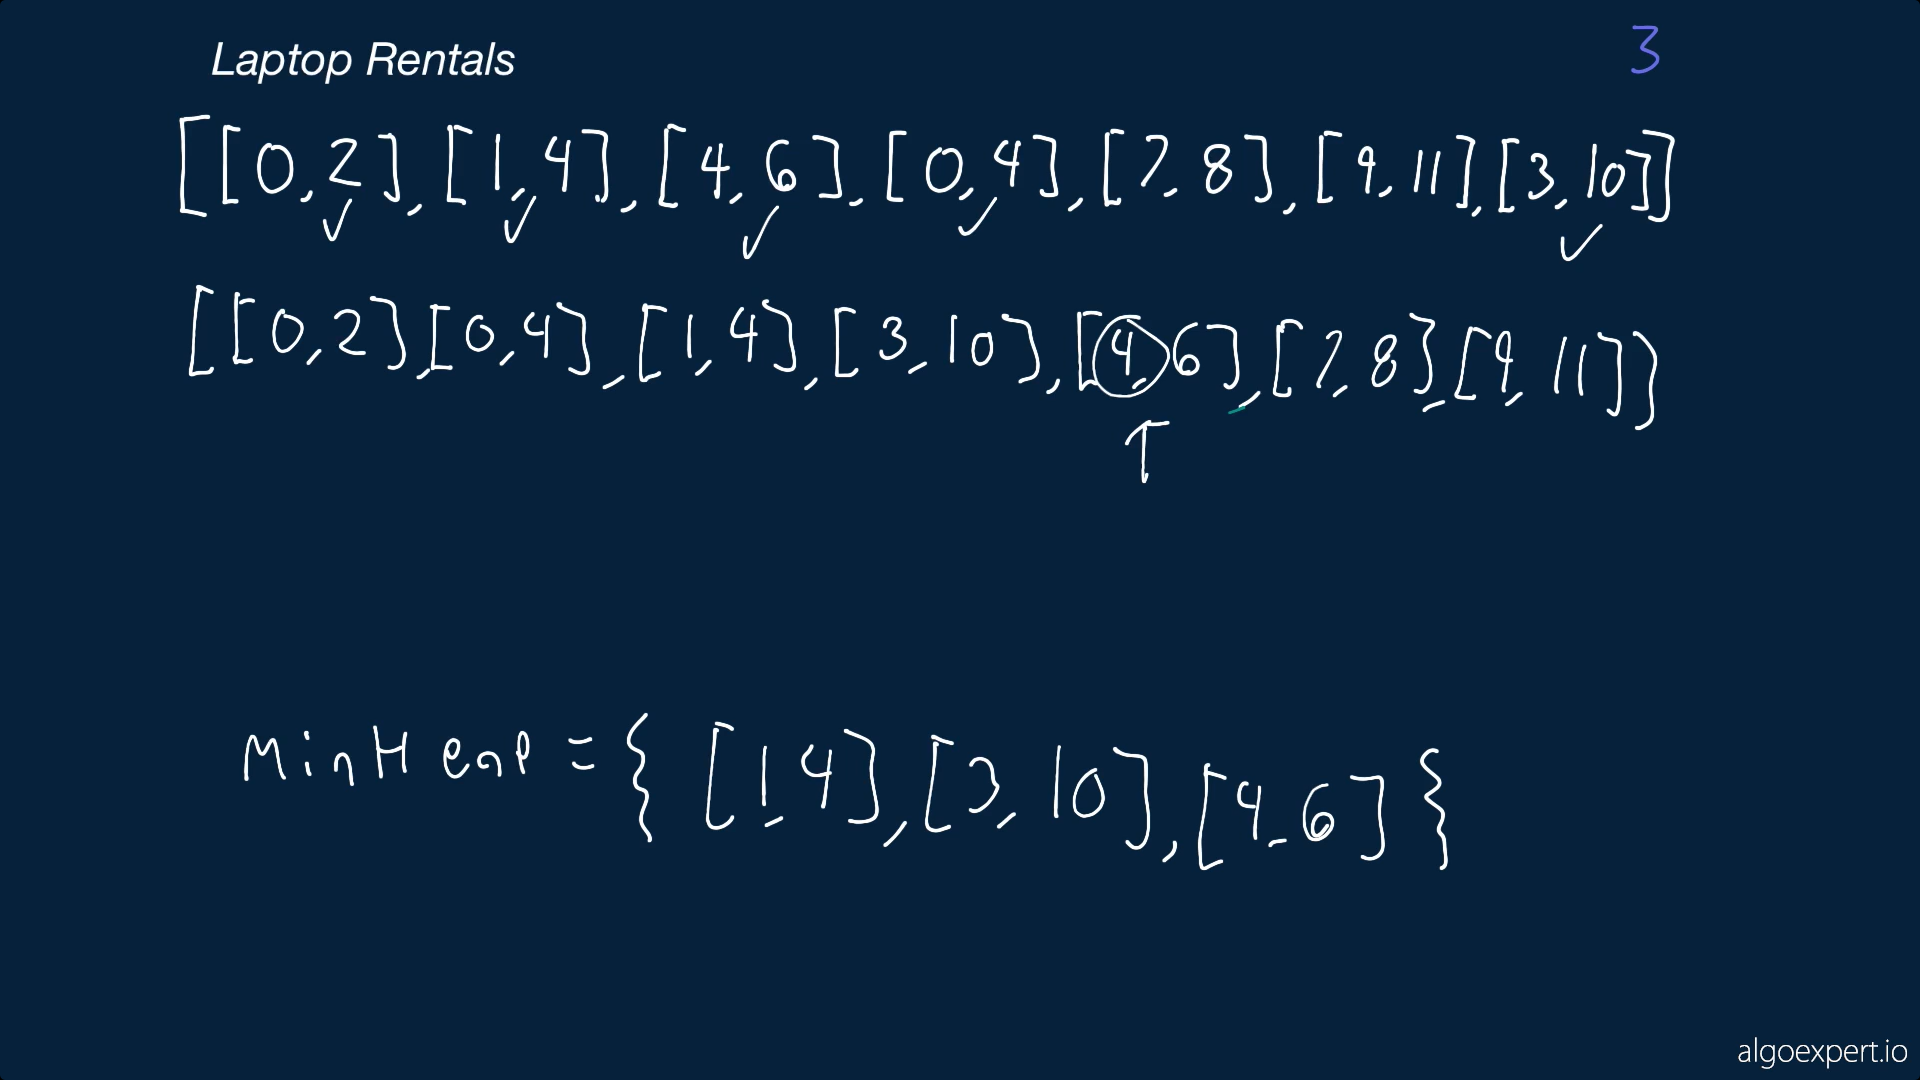 Laptop Rentals
3
[[0,2],[1,4],[4,6],[0,4],[7,8],[9,11],[3,10]]
[[0,2],[0,4],[1,4],[3,10],[4,6],[7,8],[9,11]]
MinHeap = { [1,4],[3,10],[4,6] }
algoexpert.io